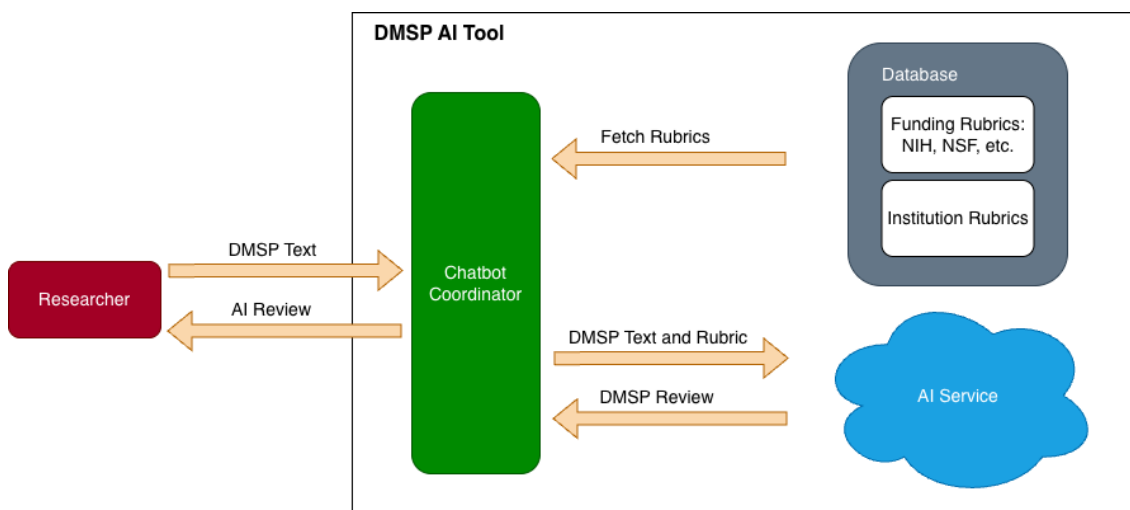 DMSP AI Tool
Database
Funding Rubrics:
NIH, NSF, etc.
Institution Rubrics
Fetch Rubrics
DMSP Text
Researcher
AI Review
Chatbot
Coordinator
DMSP Text and Rubric
DMSP Review
AI Service